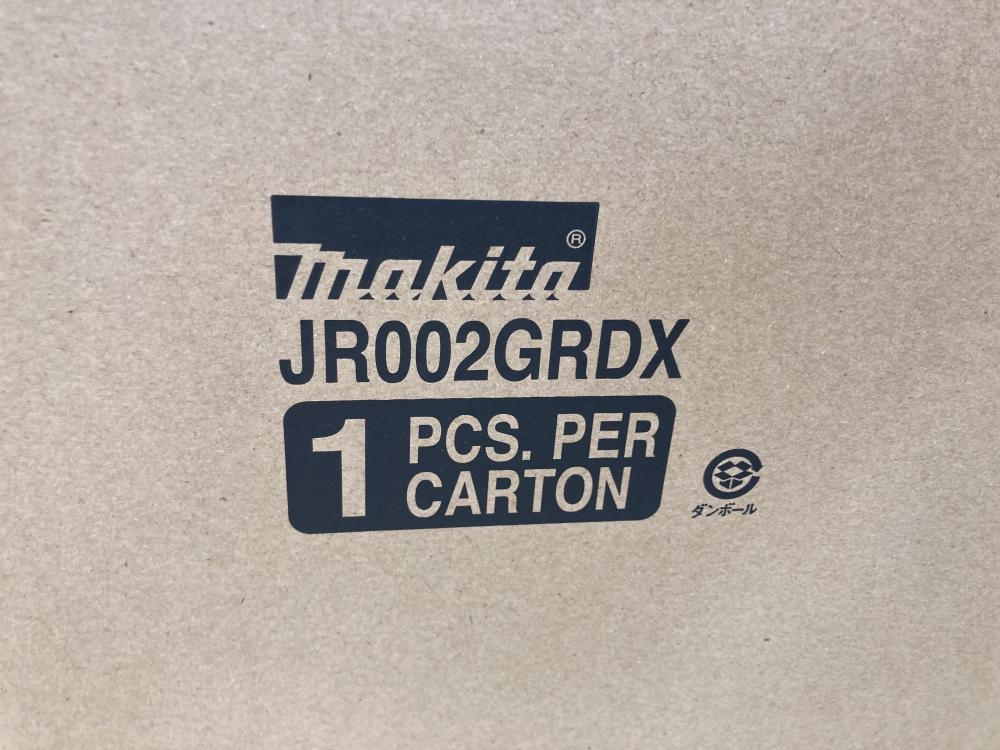 makita®
JR002GRDX
1 PCS. PER
CARTON
ダンボール